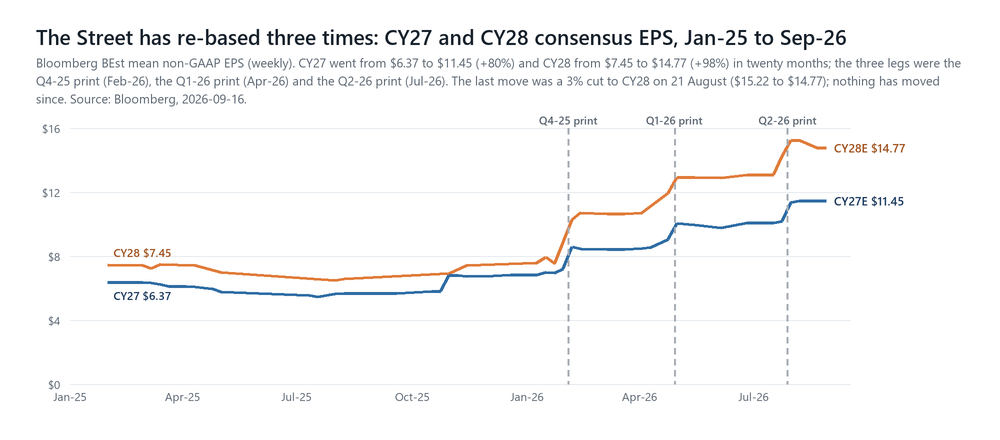 The Street has re-based three times: CY27 and CY28 consensus EPS, Jan-25 to Sep-26
Bloomberg BEst mean non-GAAP EPS (weekly). CY27 went from $6.37 to $11.45 (+80%) and CY28 from $7.45 to $14.77 (+98%) in twenty months; the three legs were the
Q4-25 print (Feb-26), the Q1-26 print (Apr-26) and the Q2-26 print (Jul-26). The last move was a 3% cut to CY28 on 21 August ($15.22 to $14.77); nothing has moved
since. Source: Bloomberg, 2026-09-16.
Q4-25 print
Q1-26 print
Q2-26 print
$16
CY28E $14.77
$12
CY27E $11.45
CY28 $7.45
$8
CY27 $6.37
$4
$0
Jan-25
Apr-25
Jul-25
Oct-25
Jan-26
Apr-26
Jul-26